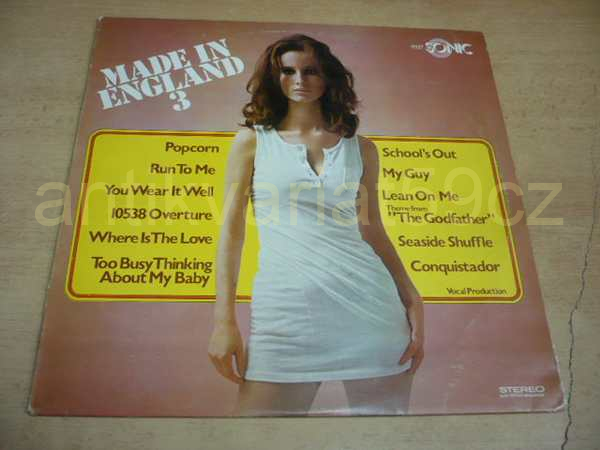 MADE IN
ENGLAND
3
SONIC
Popcorn
Run To Me
You Wear It Well
10538 Overture
Where Is The Love
Too Busy Thinking
About My Baby
School's Out
My Guy
Lean On Me
Theme from
"The Godfather"
Seaside Shuffle
Conquistador
Vocal Production
STEREO
antikvariat59cz